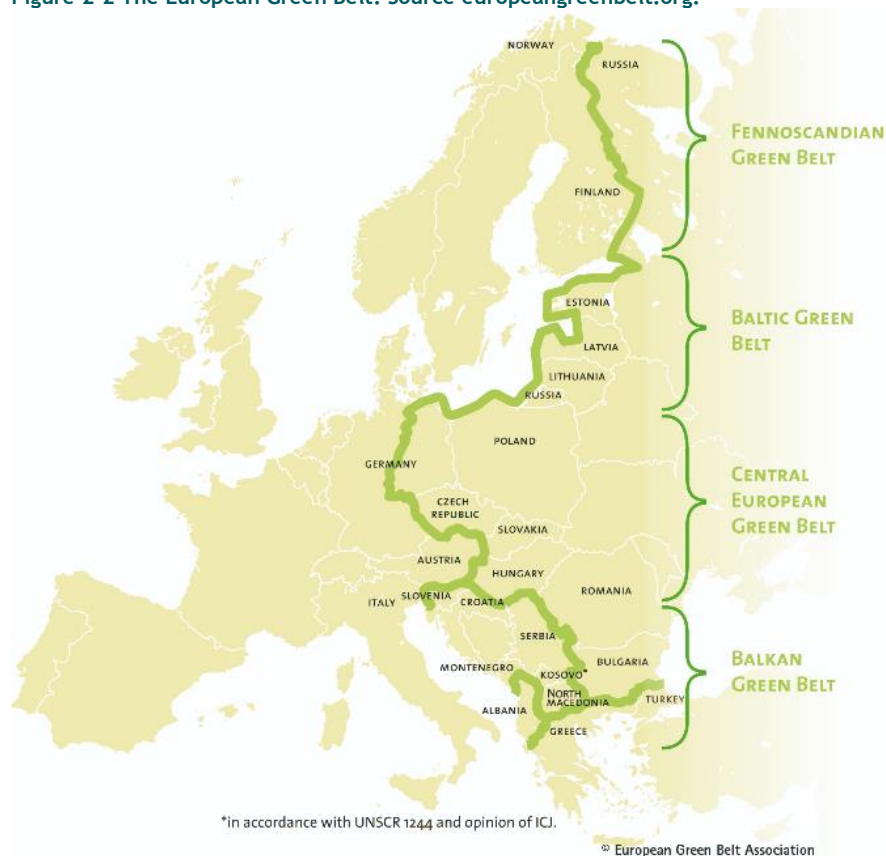 Figure 2-2 The European Green Belt. Source europeangreenbelt.org.
NORWAY
RUSSIA
FENNOSCANDIAN
GREEN BELT
FINLAND
ESTONIA
BALTIC GREEN
BELT
LATVIA
LITHUANIA
RUSSIA
POLAND
GERMANY
CENTRAL
EUROPEAN
GREEN BELT
CZECH
REPUBLIC
SLOVAKIA
AUSTRIA
HUNGARY
ROMANIA
ITALY
SLOVENIA
CROATIA
SERBIA
BULGARIA
BALKAN
GREEN BELT
MONTENEGRO
KOSOVO*
NORTH
MACEDONIA
TURKEY
ALBANIA
GREECE
*in accordance with UNSCR 1244 and opinion of ICJ.
© European Green Belt Association